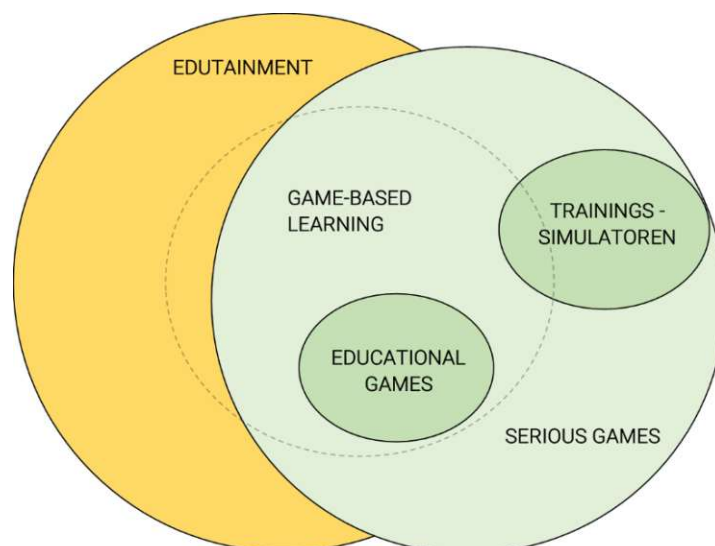 EDUTAINMENT
GAME-BASED
LEARNING
TRAININGS -
SIMULATOREN
EDUCATIONAL
GAMES
SERIOUS GAMES